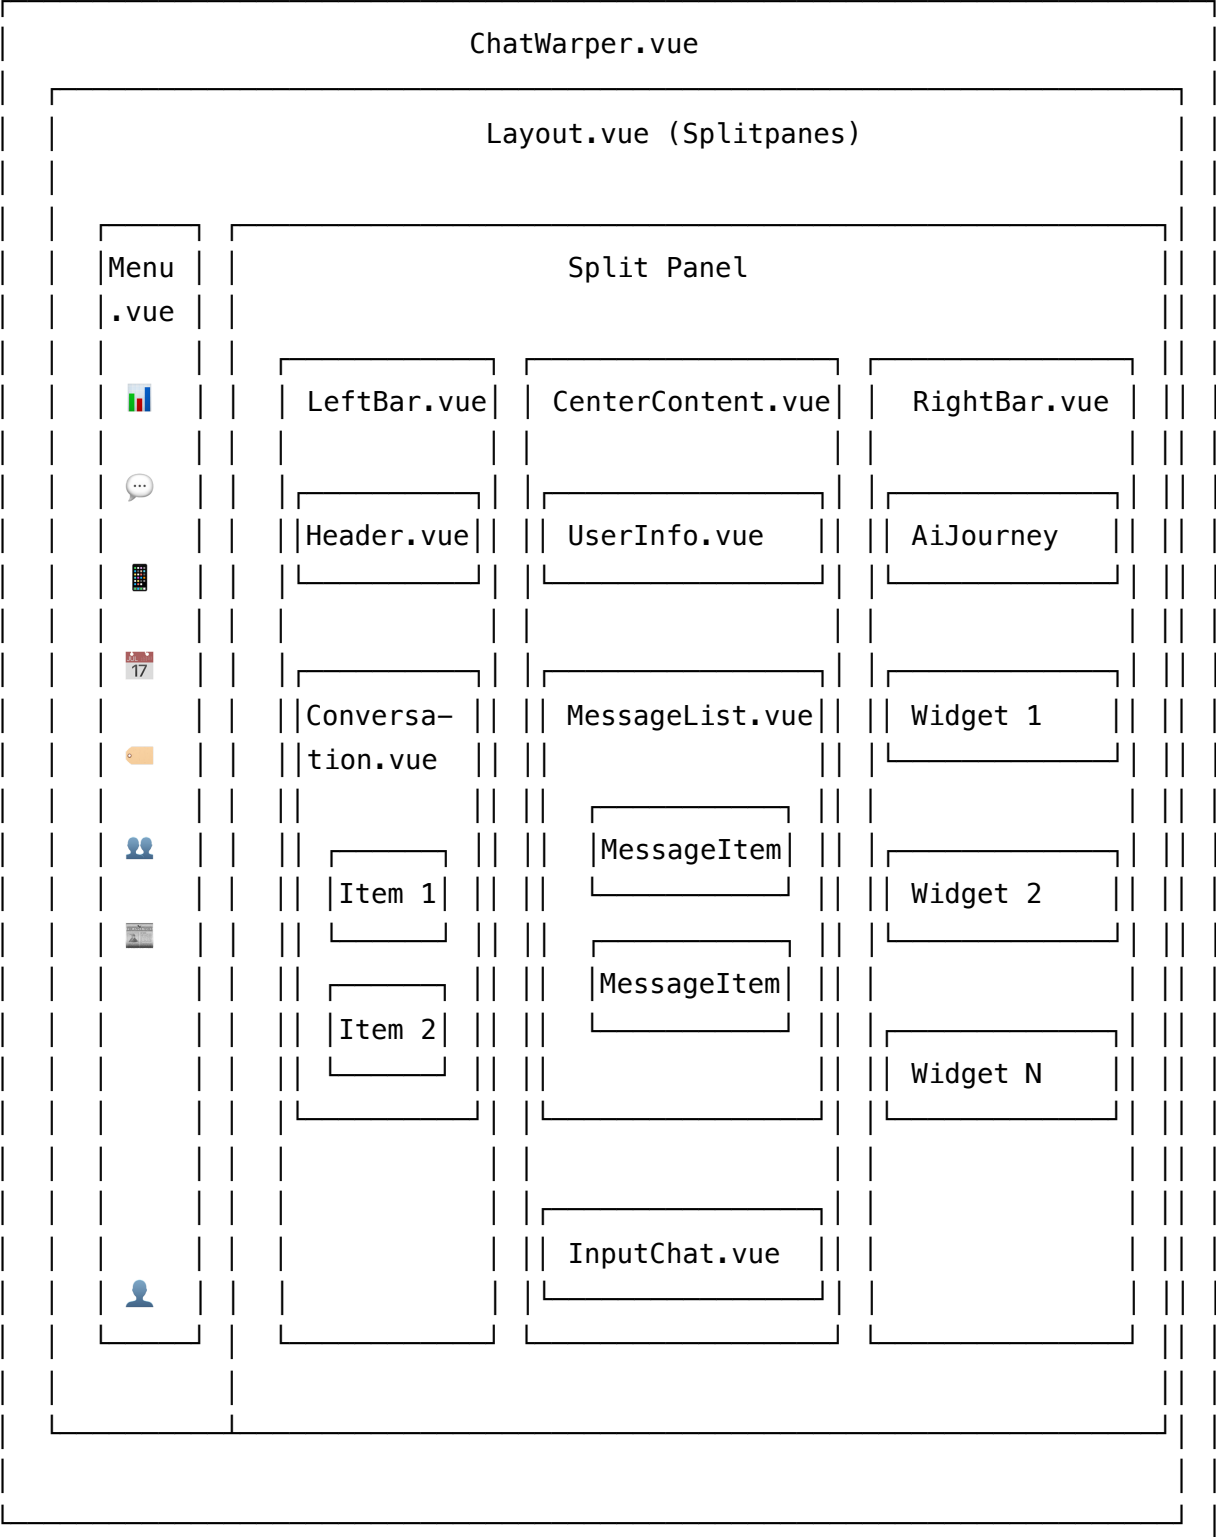 ChatWarper.vue
Layout.vue (Splitpanes)
Menu
.vue
Split Panel
LeftBar.vue
Header.vue
Conversa-
tion.vue
Item 1
Item 2
CenterContent.vue
UserInfo.vue
MessageList.vue
MessageItem
MessageItem
InputChat.vue
RightBar.vue
AiJourney
Widget 1
Widget 2
Widget N